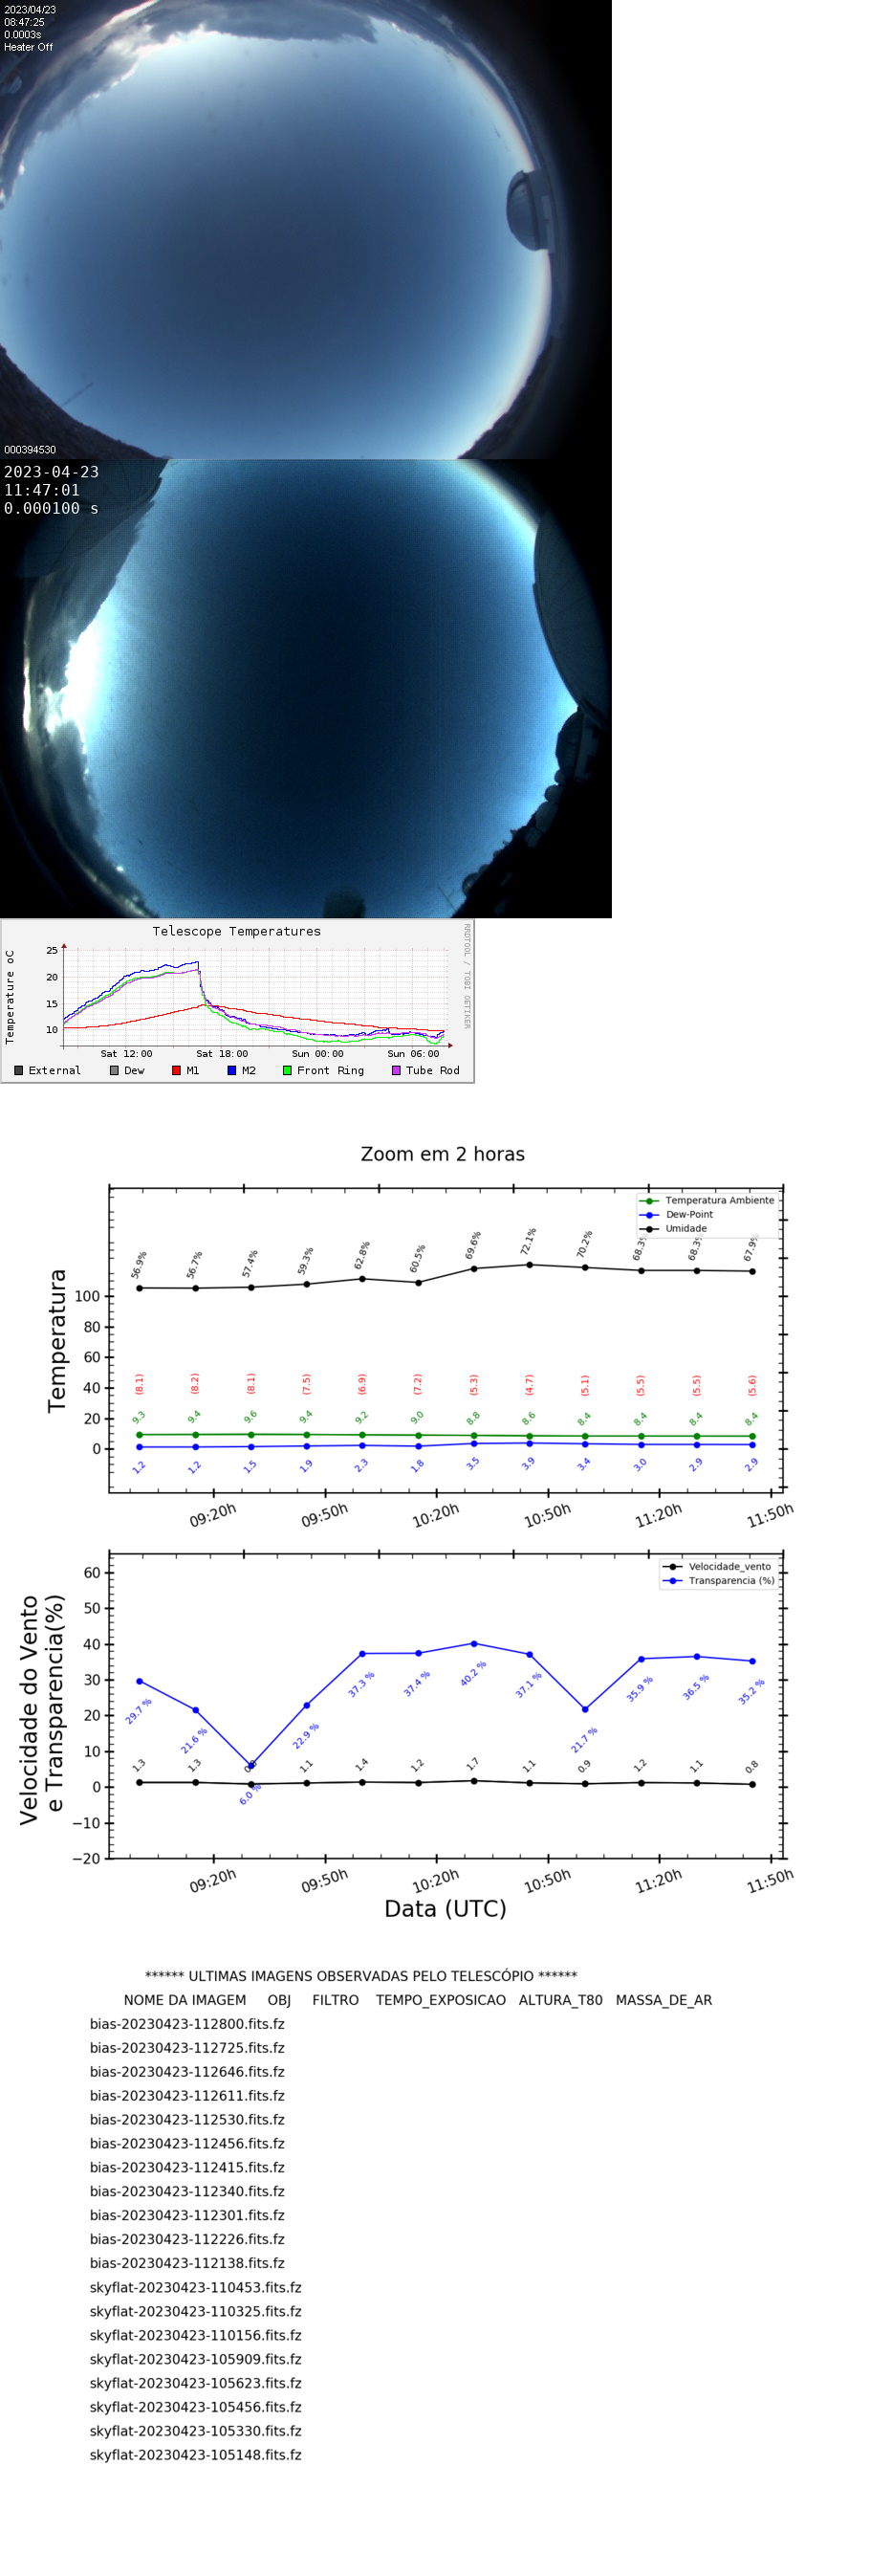 2023/04/23
08:47:25
0.0003s
Heater Off
000394530
2023-04-23
11:47:01
0.000100 s
Telescope Temperatures
RRDTOOL / TOBI OETIKER
Temperature oC
25
20
15
10
Sat 12:00 Sat 18:00 Sun 00:00 Sun 06:00
External Dew M1 M2 Front Ring Tube Rod
Zoom em 2 horas
Temperatura Ambiente
Dew-Point
Umidade
Temperatura
100
80
60
40
20
0
56.9% 56.7% 57.4% 59.3% 62.8% 60.5% 69.6% 72.1% 70.2% 68.3% 68.3% 67.9%
(8.1) (8.2) (8.1) (7.5) (6.9) (7.2) (5.3) (4.7) (5.1) (5.5) (5.5) (5.6)
9.3 9.4 9.6 9.4 9.2 9.0 8.8 8.6 8.4 8.4 8.4 8.4
1.2 1.2 1.5 1.9 2.3 1.8 3.5 3.9 3.4 3.0 2.9 2.9
09:20h 09:50h 10:20h 10:50h 11:20h 11:50h
Velocidade_vento
Transparencia (%)
Velocidade do Vento
e Transparencia(%)
60
50
40
30
20
10
0
−10
−20
29.7 % 21.6 % 6.0 % 22.9 % 37.3 % 37.4 % 40.2 % 37.1 % 21.7 % 35.9 % 36.5 % 35.2 %
1.3 1.3 1.1 1.4 1.2 1.7 1.1 0.9 1.2 1.1 0.8
09:20h 09:50h 10:20h 10:50h 11:20h 11:50h
Data (UTC)
****** ULTIMAS IMAGENS OBSERVADAS PELO TELESCÓPIO ******
NOME DA IMAGEM OBJ FILTRO TEMPO_EXPOSICAO ALTURA_T80 MASSA_DE_AR
bias-20230423-112800.fits.fz
bias-20230423-112725.fits.fz
bias-20230423-112646.fits.fz
bias-20230423-112611.fits.fz
bias-20230423-112530.fits.fz
bias-20230423-112456.fits.fz
bias-20230423-112415.fits.fz
bias-20230423-112340.fits.fz
bias-20230423-112301.fits.fz
bias-20230423-112226.fits.fz
bias-20230423-112138.fits.fz
skyflat-20230423-110453.fits.fz
skyflat-20230423-110325.fits.fz
skyflat-20230423-110156.fits.fz
skyflat-20230423-105909.fits.fz
skyflat-20230423-105623.fits.fz
skyflat-20230423-105456.fits.fz
skyflat-20230423-105330.fits.fz
skyflat-20230423-105148.fits.fz